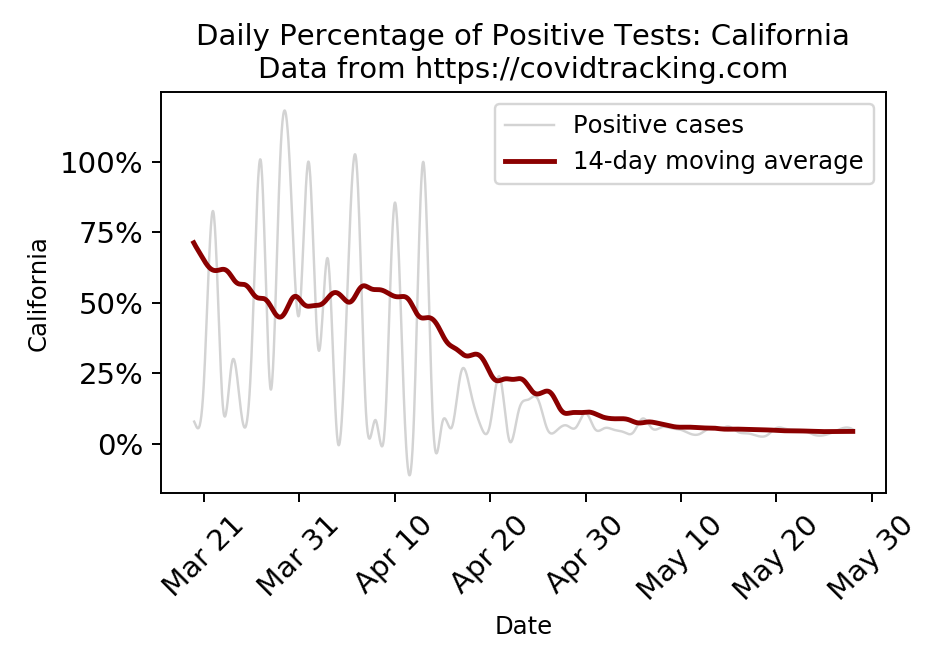 Daily Percentage of Positive Tests: California
Data from https://covidtracking.com
Positive cases
14-day moving average
100%
75%
50%
25%
0%
California
Mar 21
Mar 31
Apr 10
Apr 20
Apr 30
May 10
May 20
May 30
Date